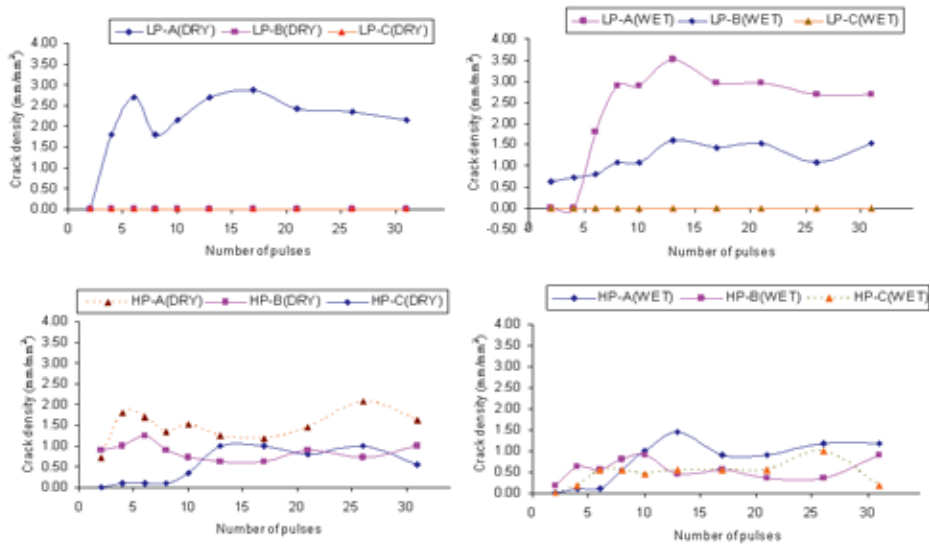 LP-A(DRY) LP-B(DRY) LP-C(DRY)
Crack density (mm/mm²)
4.00
3.50
3.00
2.50
2.00
1.50
1.00
0.50
0.00
0 5 10 15 20 25 30
Number of pulses
LP-A(WET) LP-B(WET) LP-C(WET)
Crack density (mm/mm²)
4.00
3.50
3.00
2.50
2.00
1.50
1.00
0.50
0.00
-0.50
0 5 10 15 20 25 30
Number of pulses
HP-A(DRY) HP-B(DRY) HP-C(DRY)
Crack density (mm/mm²)
4.00
3.50
3.00
2.50
2.00
1.50
1.00
0.50
0.00
0 5 10 15 20 25 30
Number of pulses
HP-A(WET) HP-B(WET) HP-C(WET)
Crack density (mm/mm²)
4.00
3.50
3.00
2.50
2.00
1.50
1.00
0.50
0.00
0 5 10 15 20 25 30
Number of pulses